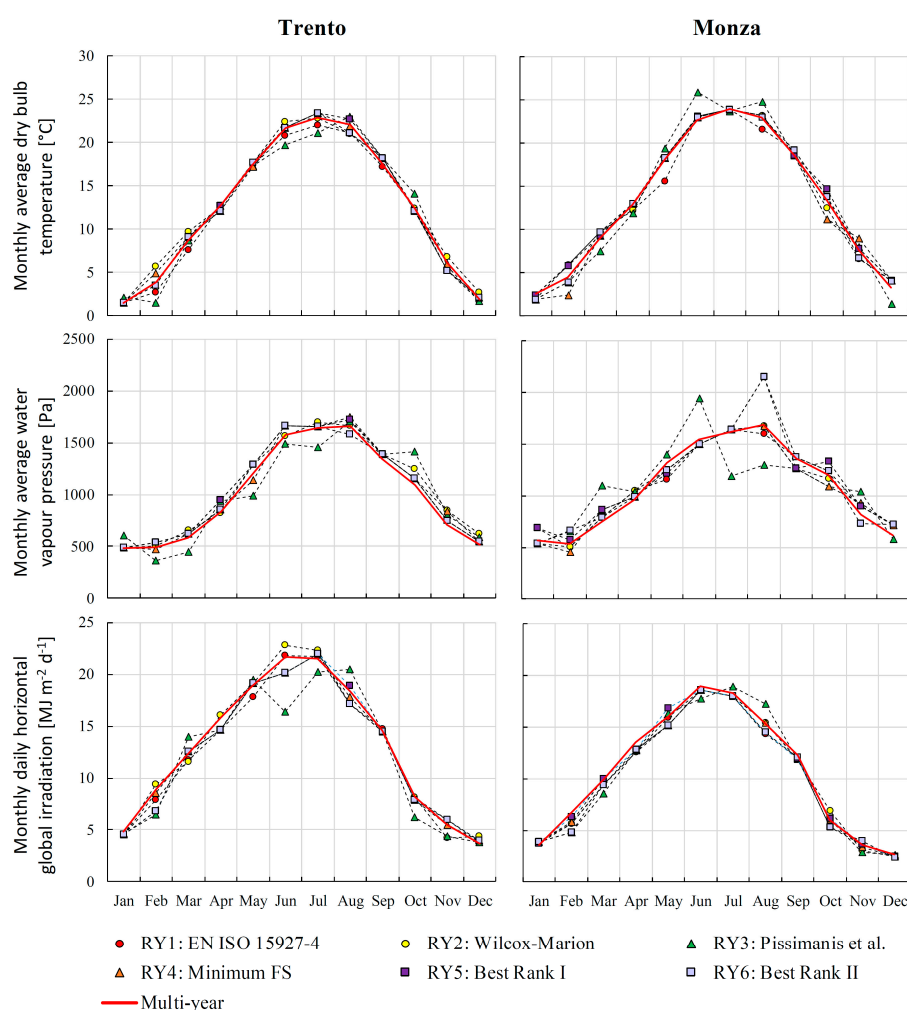 Trento
Monza
Monthly average dry bulb
temperature [°C]
30
25
20
15
10
5
0
Monthly average water
vapour pressure [Pa]
2500
2000
1500
1000
500
0
Monthly daily horizontal
global irradiation [MJ m-2 d-1]
25
20
15
10
5
0
Jan Feb Mar Apr May Jun Jul Aug Sep Oct Nov Dec
Jan Feb Mar Apr May Jun Jul Aug Sep Oct Nov Dec
RY1: EN ISO 15927-4
RY2: Wilcox-Marion
RY3: Pissimanis et al.
RY4: Minimum FS
RY5: Best Rank I
RY6: Best Rank II
Multi-year